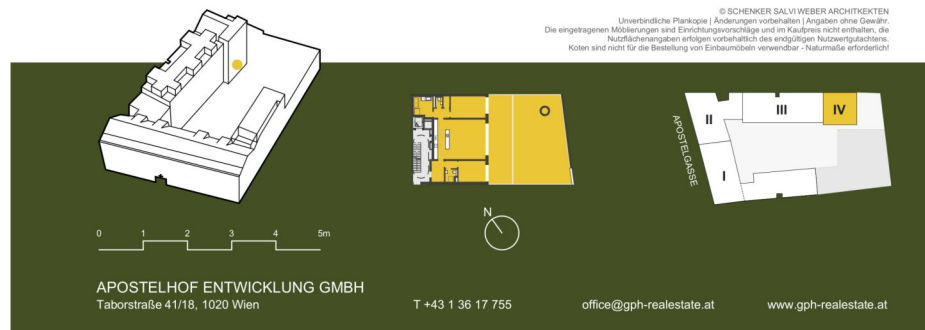 © SCHENKER SALVI WEBER ARCHITKEKTEN
Unverbindliche Plankopie | Änderungen vorbehalten | Angaben ohne Gewähr.
Die eingetragenen Möblierungen sind Einrichtungsvorschläge und im Kaufpreis nicht enthalten, die
Nutzflächenangaben erfolgen vorbehaltlich des endgültigen Nutzwertgutachtens.
Koten sind nicht für die Bestellung von Einbaumöbeln verwendbar - Naturmaße erforderlich!
II
III
IV
APOSTELGASSE
I
N
0 1 2 3 4 5m
APOSTELHOF ENTWICKLUNG GMBH
Taborstraße 41/18, 1020 Wien
T +43 1 36 17 755
office@gph-realestate.at
www.gph-realestate.at